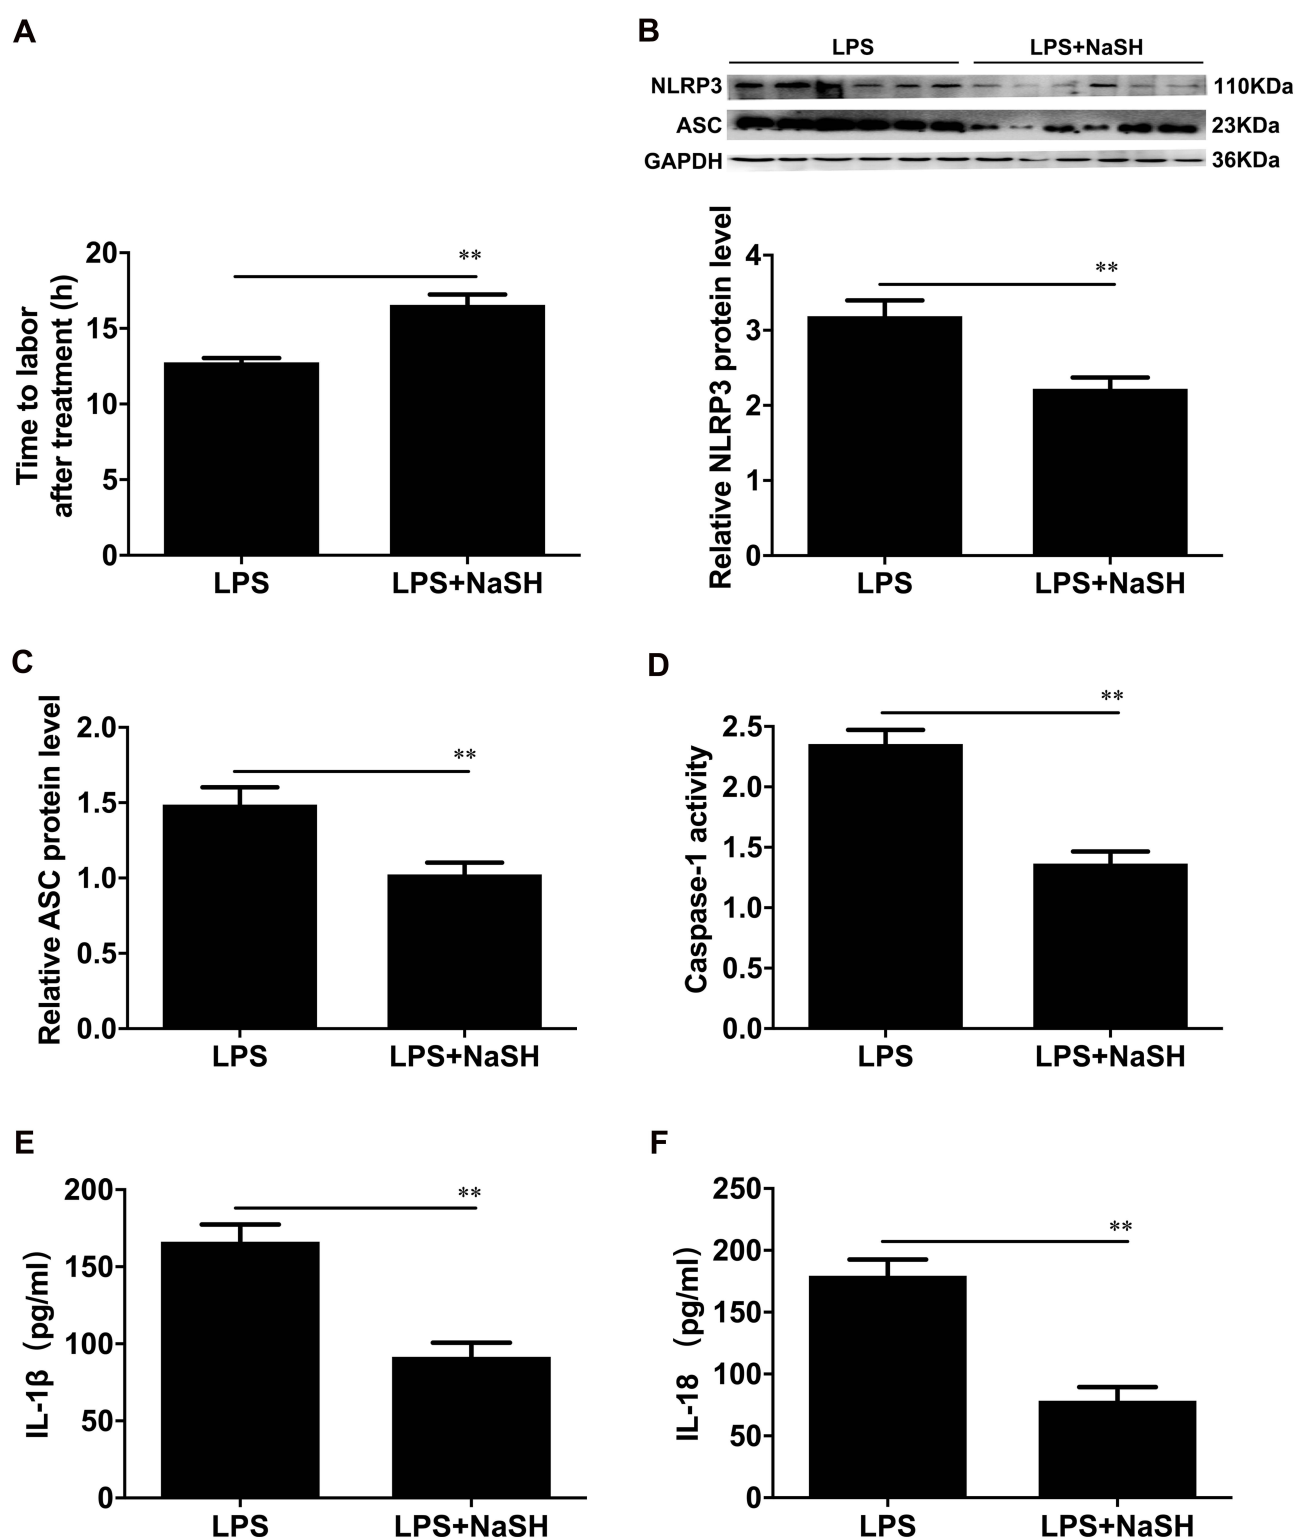 A
20
15
10
5
0
Time to labor
after treatment (h)
**
LPS
LPS+NaSH
B
LPS
LPS+NaSH
NLRP3
110KDa
ASC
23KDa
GAPDH
36KDa
4
3
2
1
0
Relative NLRP3 protein level
**
LPS
LPS+NaSH
C
2.0
1.5
1.0
0.5
0.0
Relative ASC protein level
**
LPS
LPS+NaSH
D
2.5
2.0
1.5
1.0
0.5
0.0
Caspase-1 activity
**
LPS
LPS+NaSH
E
200
150
100
50
0
IL-1β (pg/ml)
**
LPS
LPS+NaSH
F
250
200
150
100
50
0
IL-18 (pg/ml)
**
LPS
LPS+NaSH